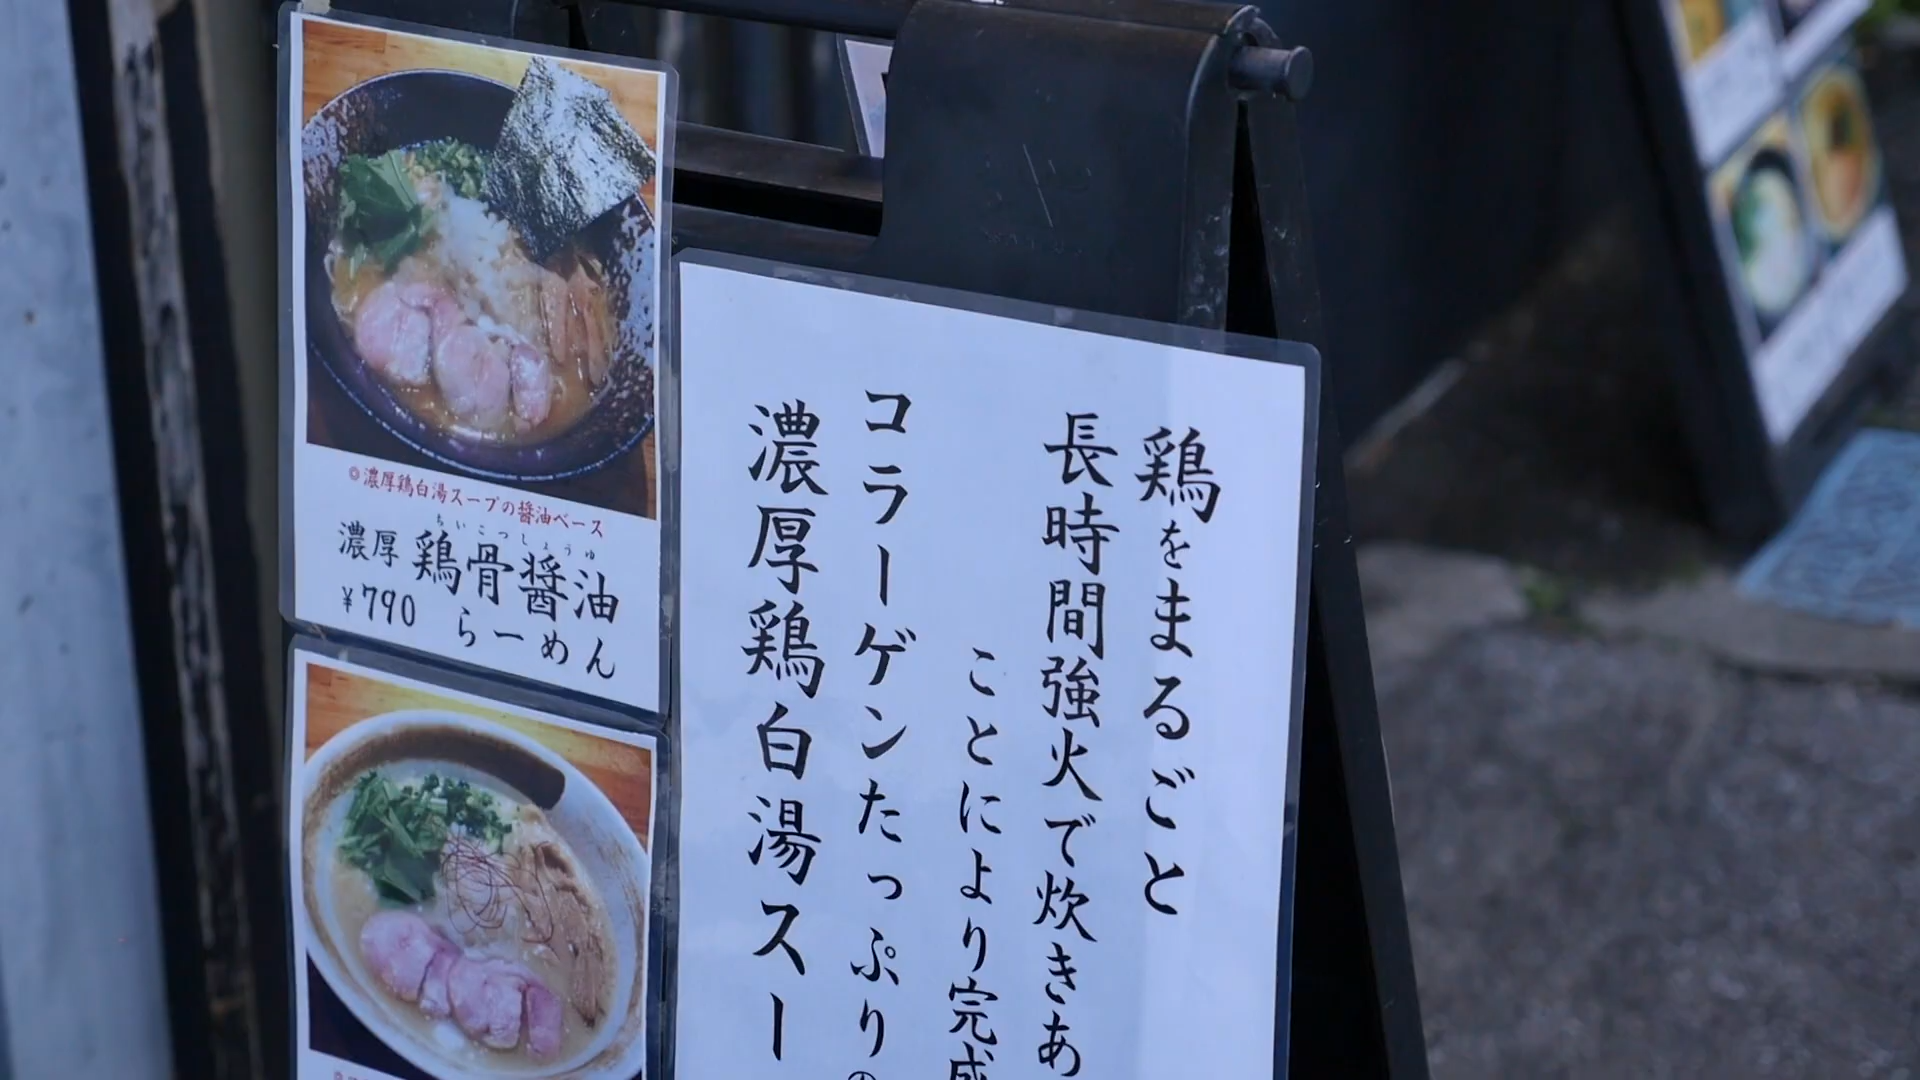 ◎濃厚鶏白湯スープの醤油ベース
ちいこつしょうゆ
濃厚 鶏骨醤油
¥790 らーめん
鶏をまるごと
長時間強火で炊きあ
ことにより完成
コラーゲンたっぷりの
濃厚鶏白湯スー